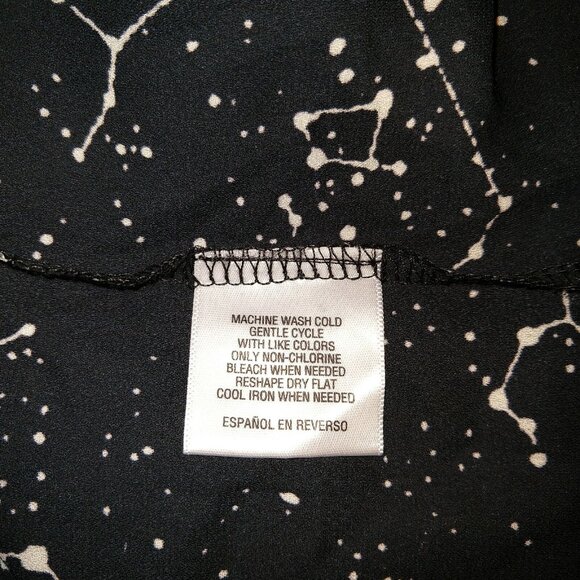 MACHINE WASH COLD
GENTLE CYCLE
WITH LIKE COLORS
ONLY NON-CHLORINE
BLEACH WHEN NEEDED
RESHAPE DRY FLAT
COOL IRON WHEN NEEDED
ESPAÑOL EN REVERSO